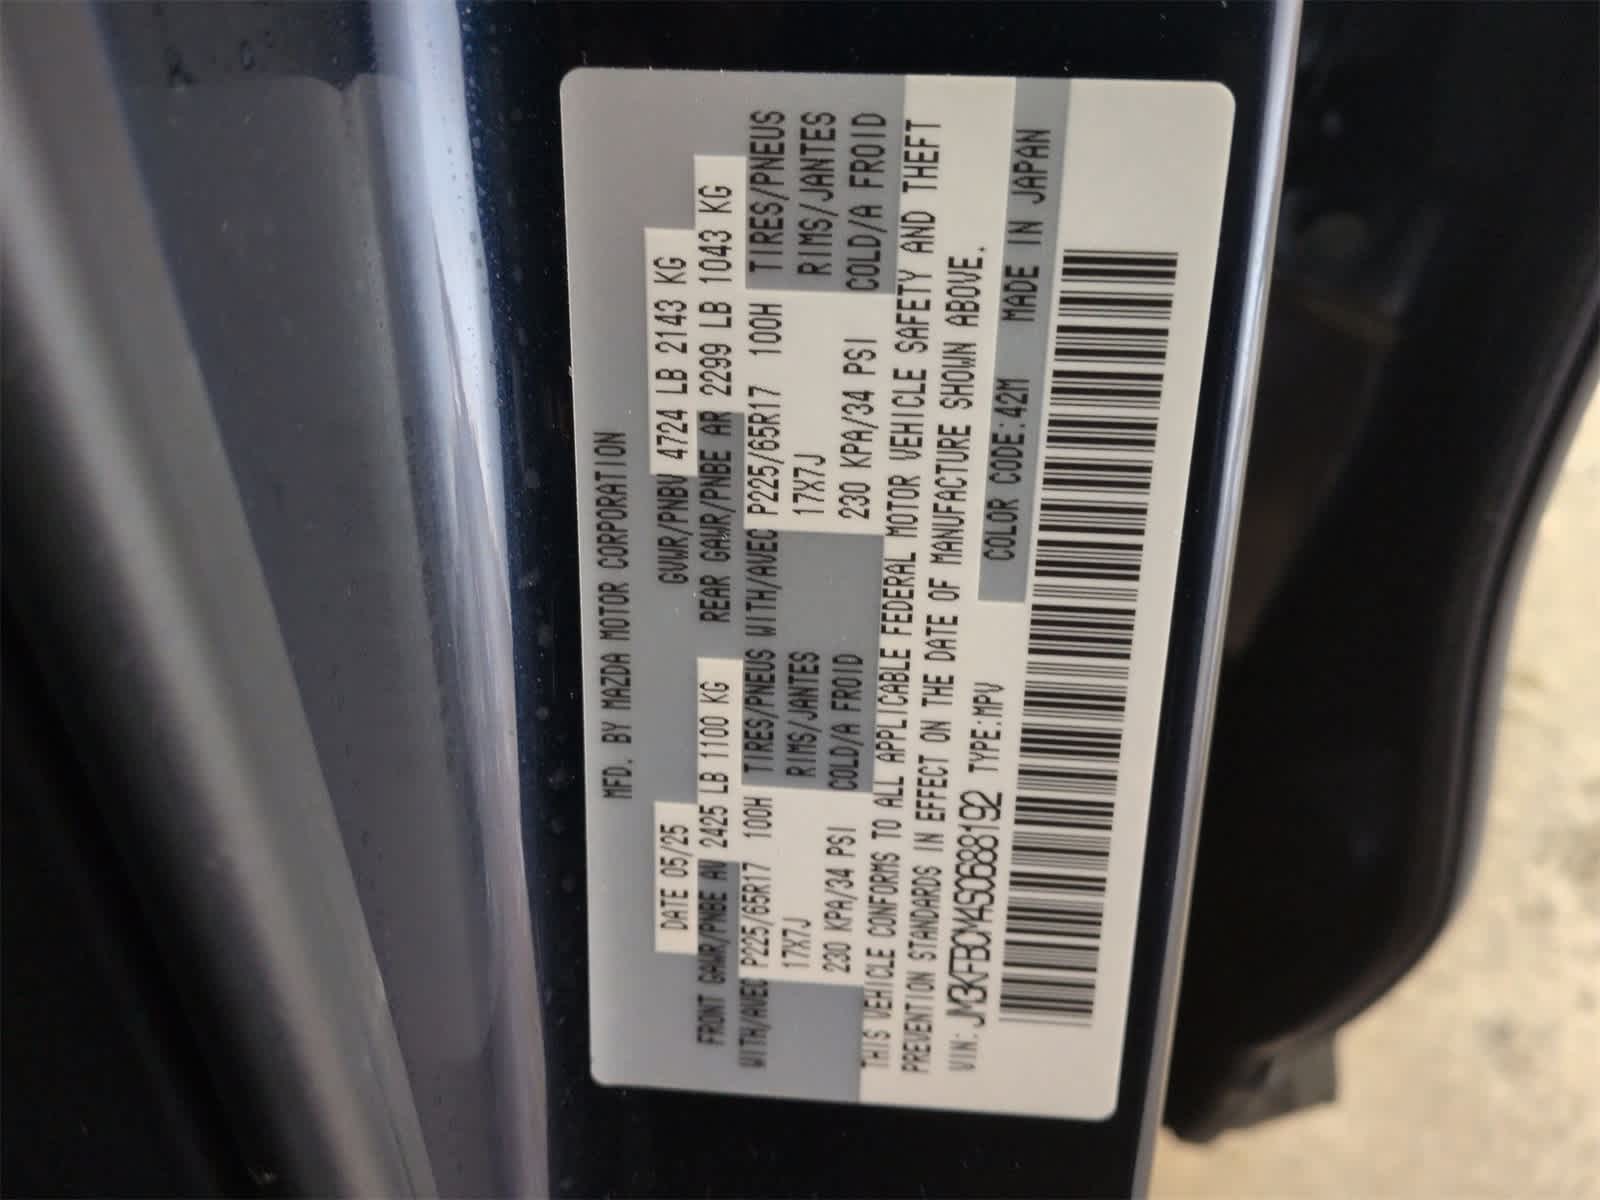 MFD. BY MAZDA MOTOR CORPORATION
DATE 05/25 GVWR/PNBV 4724 LB 2143 KG
FRONT GAWR/PNBE AV 2425 LB 1100 KG REAR GAWR/PNBE AR 2299 LB 1043 KG
WITH/AVEC P225/65R17 100H TIRES/PNEUS WITH/AVEC P225/65R17 100H TIRES/PNEUS
17X7J RIMS/JANTES 17X7J RIMS/JANTES
230 KPA/34 PSI COLD/A FROID 230 KPA/34 PSI COLD/A FROID
THIS VEHICLE CONFORMS TO ALL APPLICABLE FEDERAL MOTOR VEHICLE SAFETY AND THEFT
PREVENTION STANDARDS IN EFFECT ON THE DATE OF MANUFACTURE SHOWN ABOVE.
VIN: JM3KFBCM4S0688192 TYPE:MPV COLOR CODE:42M MADE IN JAPAN